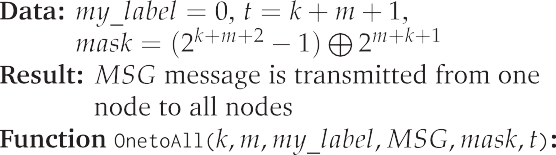 Data: my_label = 0, t = k + m + 1,
mask = (2^{k+m+2} − 1) ⊕ 2^{m+k+1}
Result: MSG message is transmitted from one
node to all nodes
Function OnetoAll(k, m, my_label, MSG, mask, t):